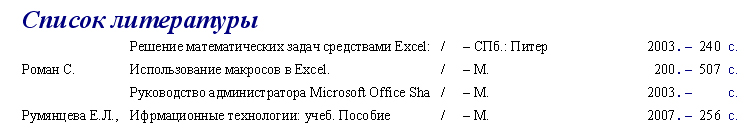 Список литературы
Решение математических задач средствами Excel: / – СПб.: Питер 2003. – 240 с.
Роман С. Использование макросов в Excel. / – М. 200. – 507 с.
Руководство администратора Microsoft Office Sha / – М. 2003. – с.
Румянцева Е.Л., Ифрмационные технологии: учеб. Пособие / – М. 2007. – 256 с.